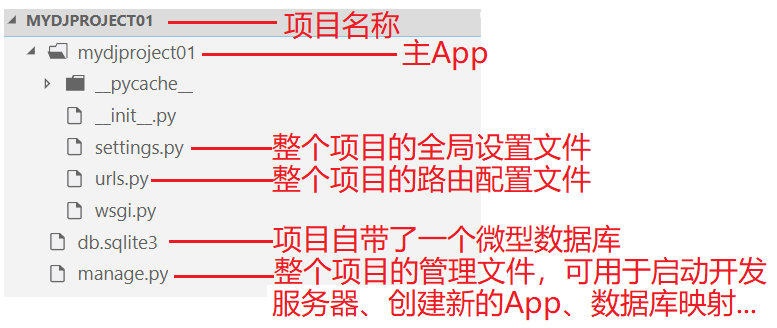 MYDJPROJECT01 项目名称
mydjproject01 主App
__pycache__
__init__.py
settings.py 整个项目的全局设置文件
urls.py 整个项目的路由配置文件
wsgi.py
db.sqlite3 项目自带了一个微型数据库
manage.py 整个项目的管理文件，可用于启动开发
服务器、创建新的App、数据库映射...